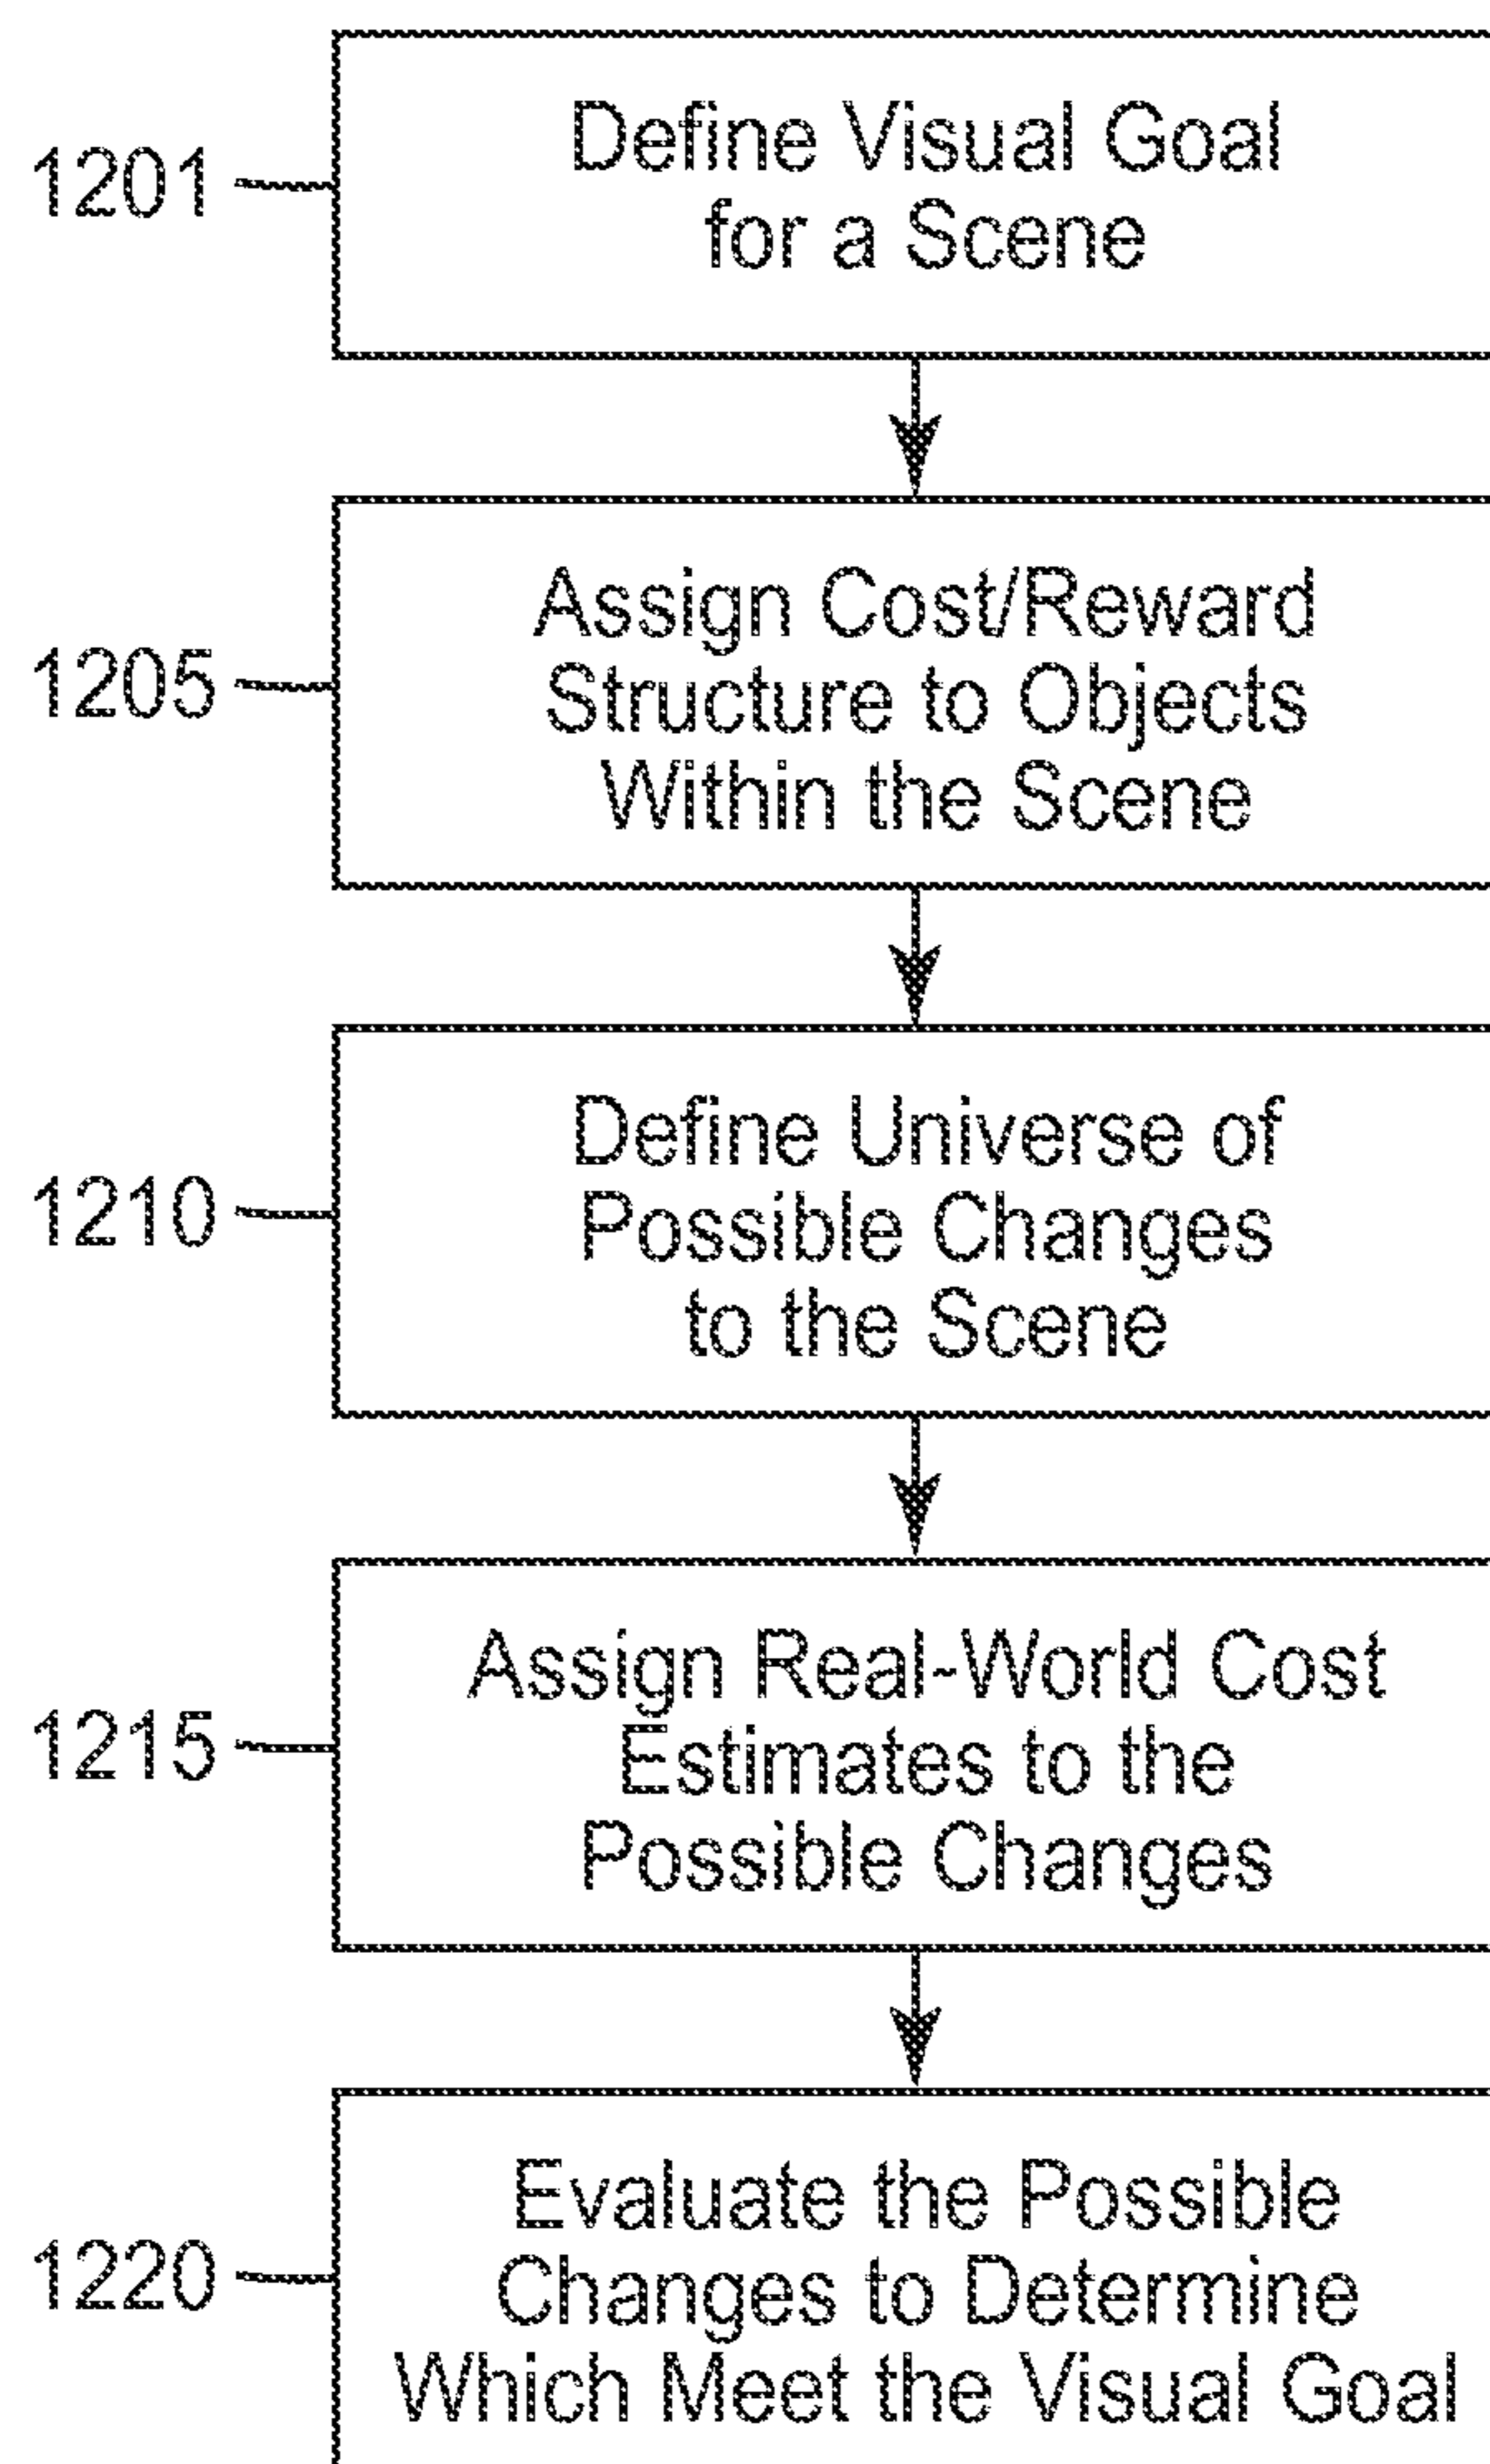 1201
Define Visual Goal
for a Scene
1205
Assign Cost/Reward
Structure to Objects
Within the Scene
1210
Define Universe of
Possible Changes
to the Scene
1215
Assign Real-World Cost
Estimates to the
Possible Changes
1220
Evaluate the Possible
Changes to Determine
Which Meet the Visual Goal